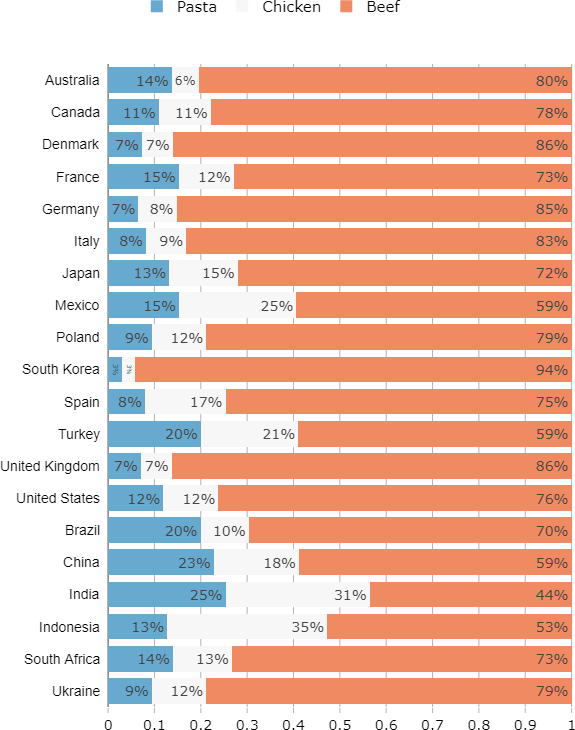 Pasta Chicken Beef
Australia 14% 6% 80%
Canada 11% 11% 78%
Denmark 7% 7% 86%
France 15% 12% 73%
Germany 7% 8% 85%
Italy 8% 9% 83%
Japan 13% 15% 72%
Mexico 15% 25% 59%
Poland 9% 12% 79%
South Korea 3% 3% 94%
Spain 8% 17% 75%
Turkey 20% 21% 59%
United Kingdom 7% 7% 86%
United States 12% 12% 76%
Brazil 20% 10% 70%
China 23% 18% 59%
India 25% 31% 44%
Indonesia 13% 35% 53%
South Africa 14% 13% 73%
Ukraine 9% 12% 79%
0 0.1 0.2 0.3 0.4 0.5 0.6 0.7 0.8 0.9 1